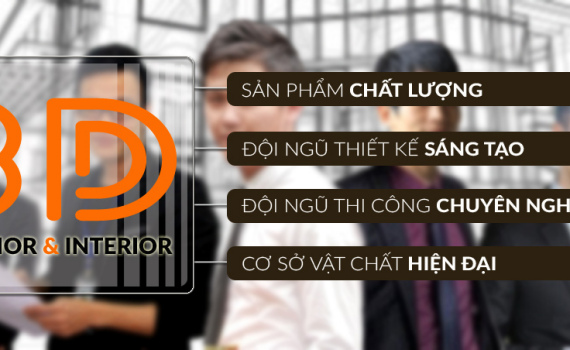 SẢN PHẨM CHẤT LƯỢNG
ĐỘI NGŨ THIẾT KẾ SÁNG TẠO
ĐỘI NGŨ THI CÔNG CHUYÊN NGH
CƠ SỞ VẬT CHẤT HIỆN ĐẠI
3D
IOR & INTERIOR